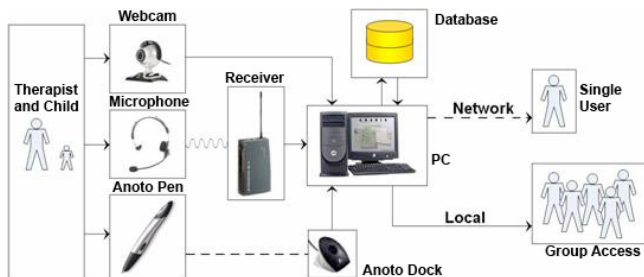 Webcam
Database
Therapist
and Child
Receiver
Microphone
Network
Single
User
PC
Anoto Pen
Local
Anoto Dock
Group Access